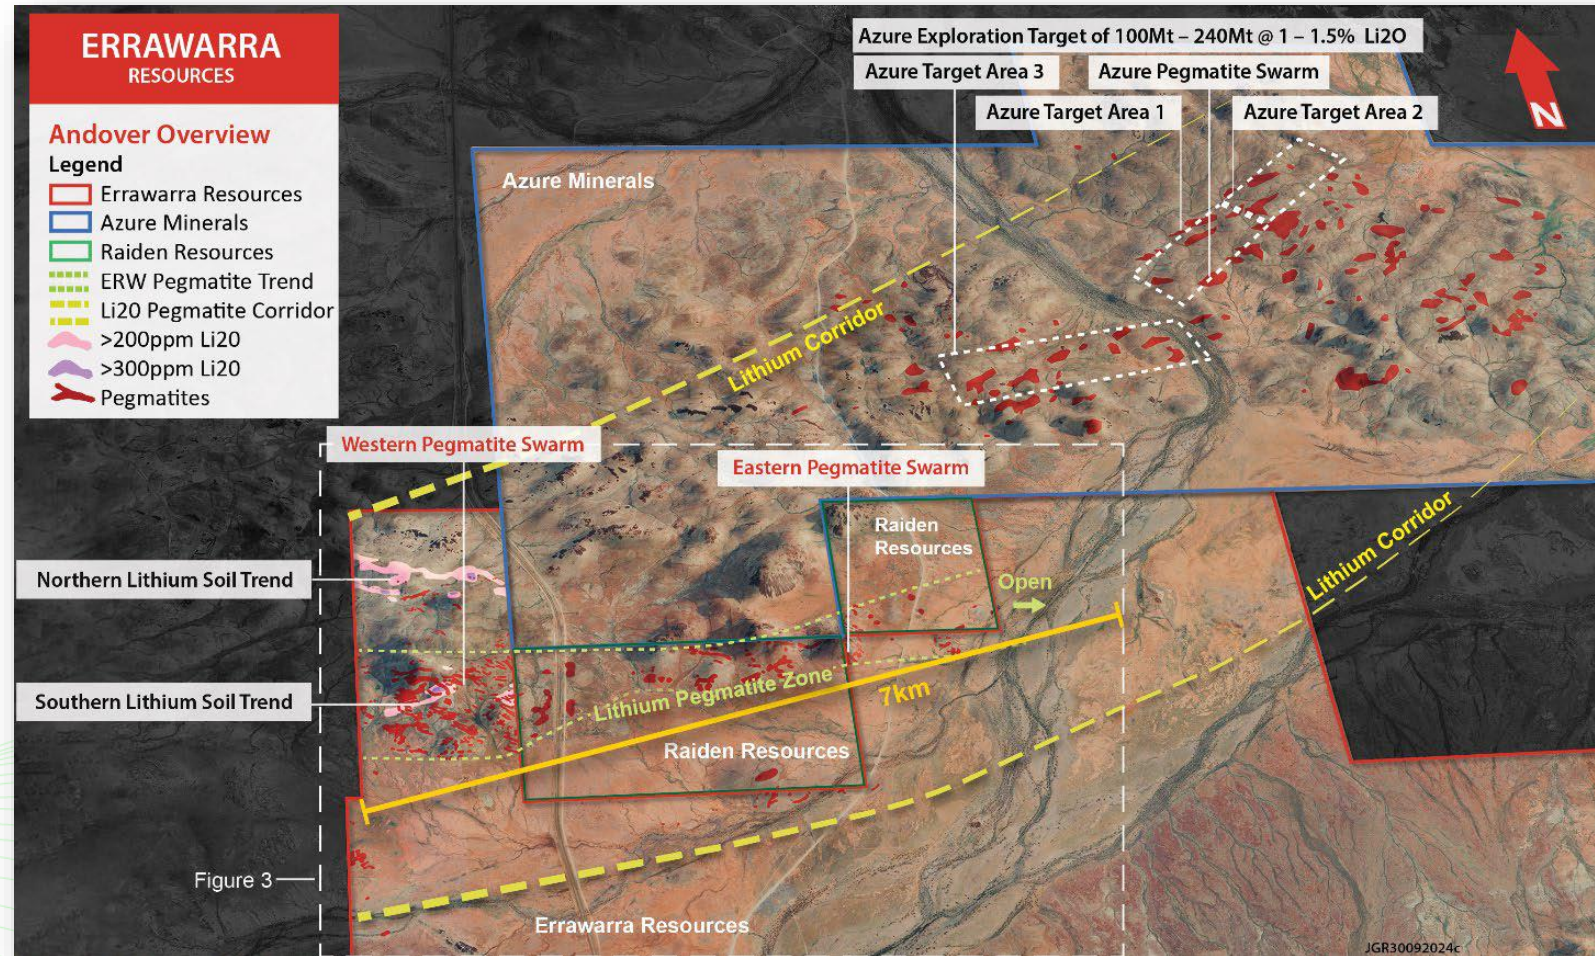 ERRAWARRA
RESOURCES
Andover Overview
Legend
Errawarra Resources
Azure Minerals
Raiden Resources
ERW Pegmatite Trend
Li20 Pegmatite Corridor
>200ppm Li20
>300ppm Li20
Pegmatites
Azure Exploration Target of 100Mt – 240Mt @ 1 – 1.5% Li2O
Azure Target Area 3
Azure Pegmatite Swarm
Azure Target Area 1
Azure Target Area 2
N
Azure Minerals
Lithium Corridor
Western Pegmatite Swarm
Eastern Pegmatite Swarm
Raiden
Resources
Lithium Corridor
Northern Lithium Soil Trend
Open
Southern Lithium Soil Trend
Lithium Pegmatite Zone
7km
Raiden Resources
Figure 3
Errawarra Resources
JGR30092024c